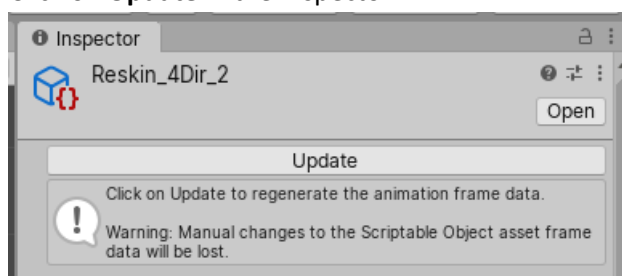 Inspector
Reskin_4Dir_2
Open
Update
Click on Update to regenerate the animation frame data.
Warning: Manual changes to the Scriptable Object asset frame
data will be lost.